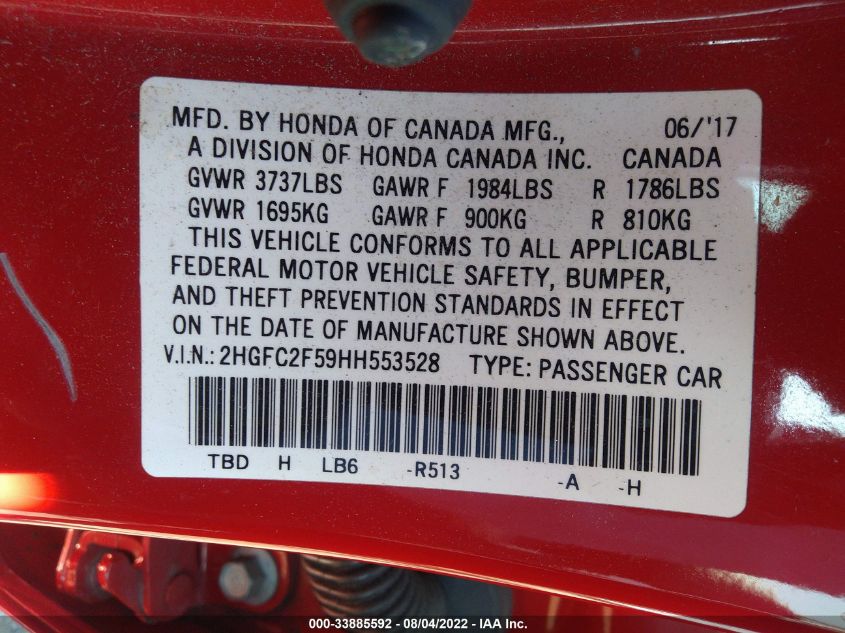 MFD. BY HONDA OF CANADA MFG., 06/'17
A DIVISION OF HONDA CANADA INC. CANADA
GVWR 3737LBS GAWR F 1984LBS R 1786LBS
GVWR 1695KG GAWR F 900KG R 810KG
THIS VEHICLE CONFORMS TO ALL APPLICABLE
FEDERAL MOTOR VEHICLE SAFETY, BUMPER,
AND THEFT PREVENTION STANDARDS IN EFFECT
ON THE DATE OF MANUFACTURE SHOWN ABOVE.
V.I.N.: 2HGFC2F59HH553528 TYPE: PASSENGER CAR
TBD H LB6 -R513 -A -H
000-33885592 - 08/04/2022 - IAA Inc.